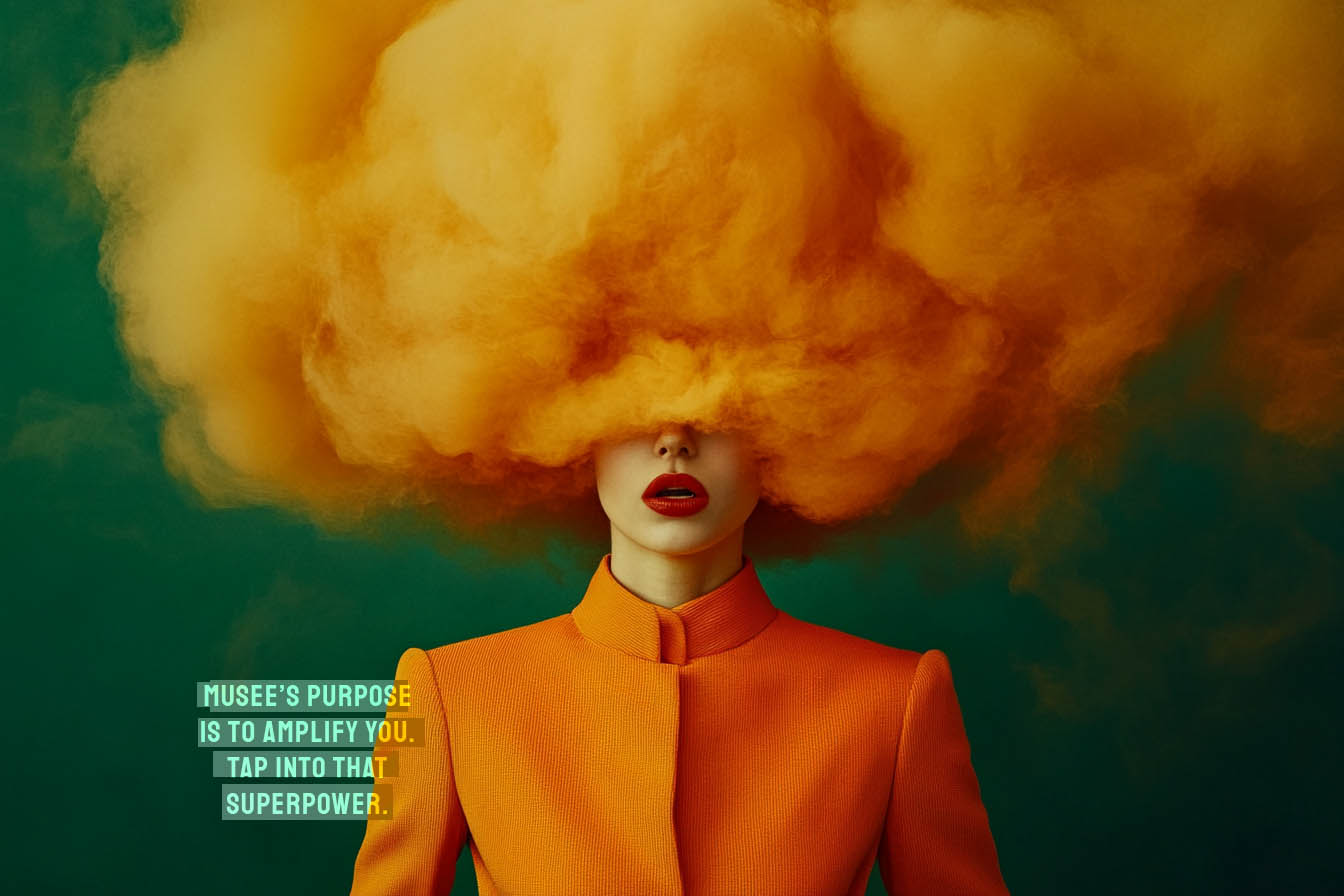 MUSEE'S PURPOSE
IS TO AMPLIFY YOU.
TAP INTO THAT
SUPERPOWER.